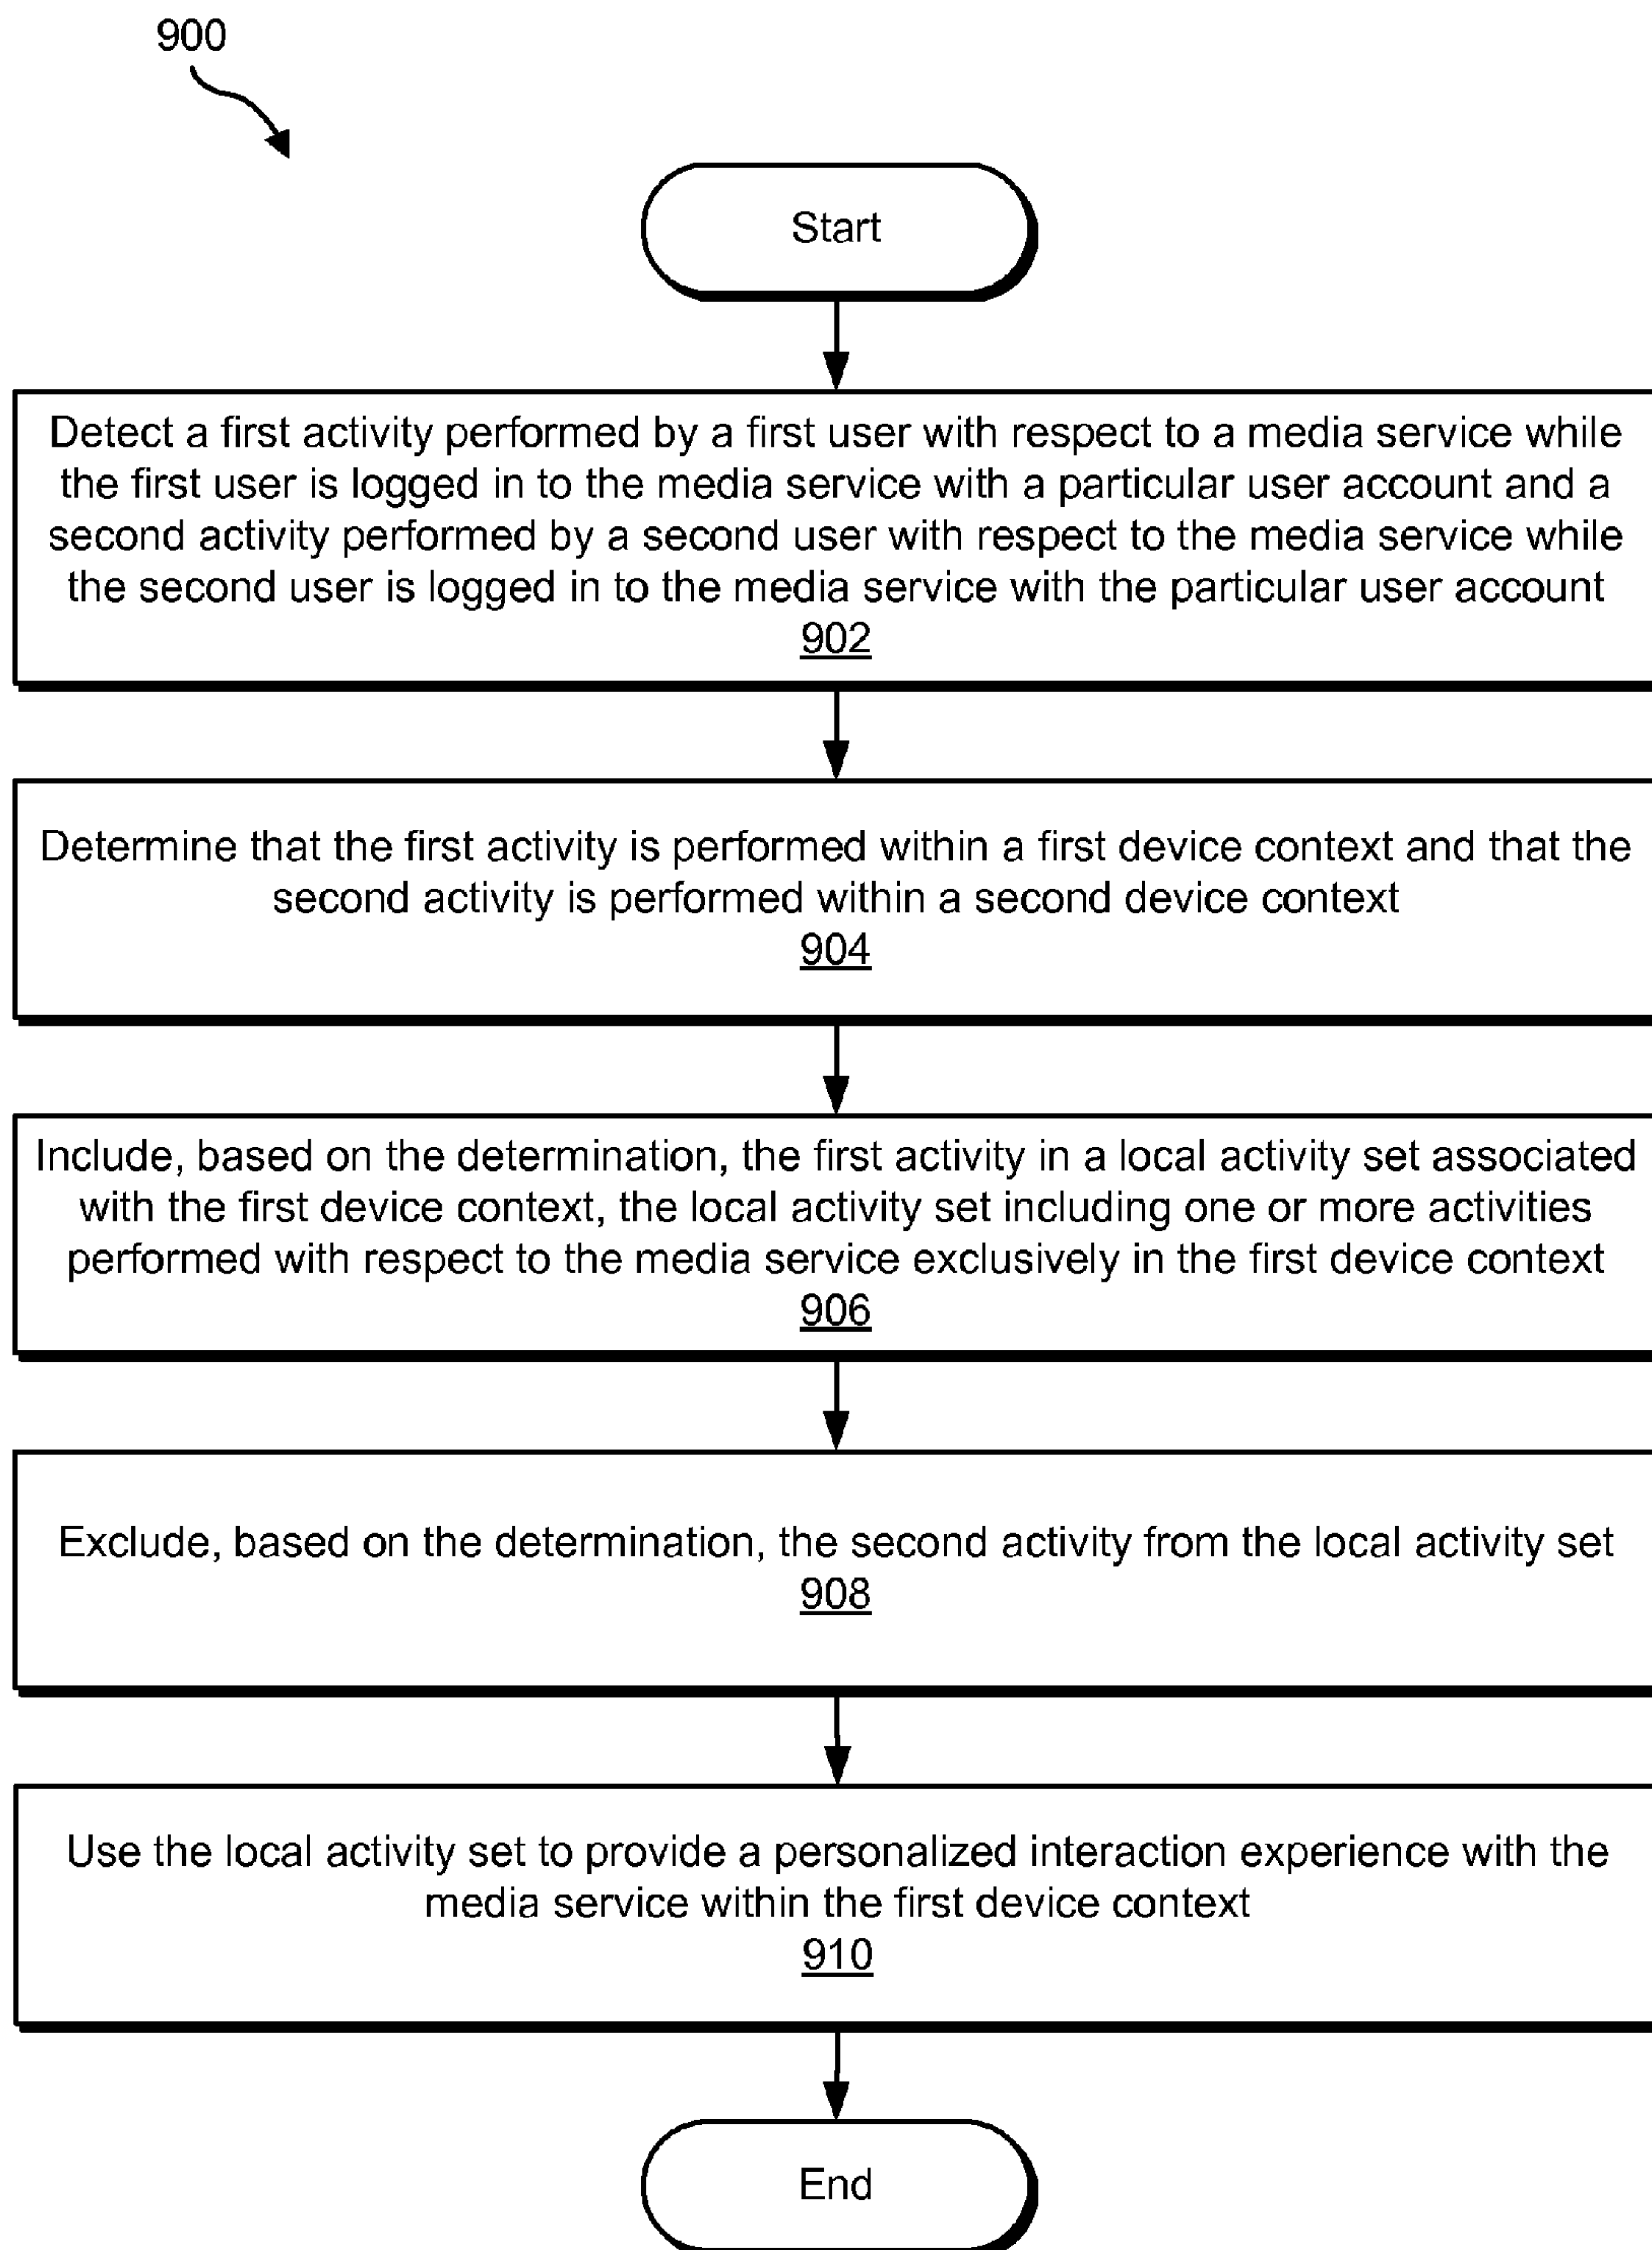 900
Start
Detect a first activity performed by a first user with respect to a media service while
the first user is logged in to the media service with a particular user account and a
second activity performed by a second user with respect to the media service while
the second user is logged in to the media service with the particular user account
902
Determine that the first activity is performed within a first device context and that the
second activity is performed within a second device context
904
Include, based on the determination, the first activity in a local activity set associated
with the first device context, the local activity set including one or more activities
performed with respect to the media service exclusively in the first device context
906
Exclude, based on the determination, the second activity from the local activity set
908
Use the local activity set to provide a personalized interaction experience with the
media service within the first device context
910
End